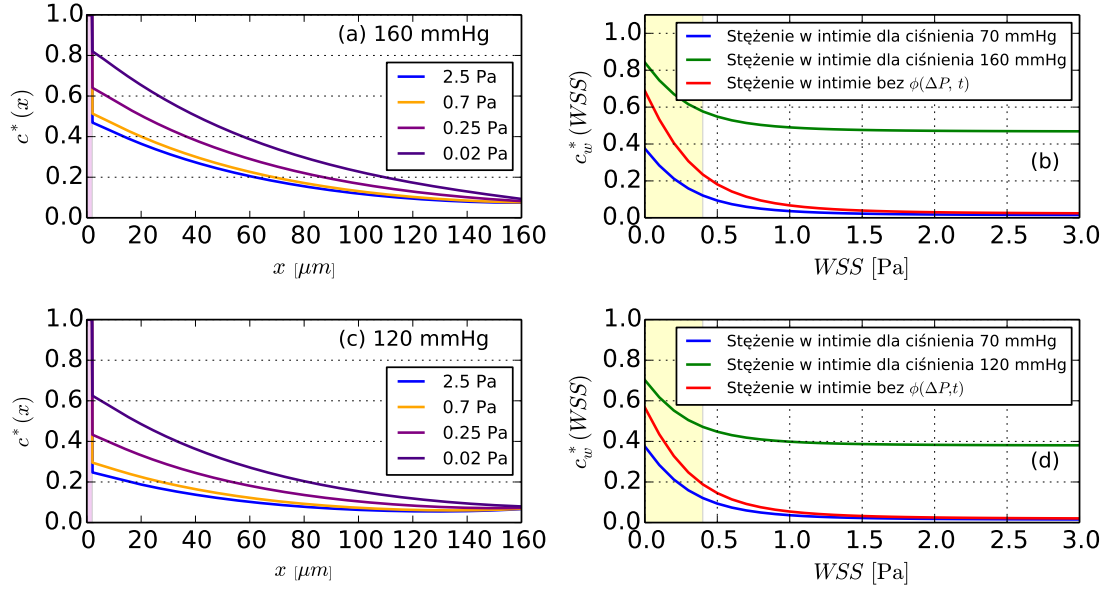 (a) 160 mmHg
1.0
0.8
0.6
0.4
0.2
0.0
c* (x)
2.5 Pa
0.7 Pa
0.25 Pa
0.02 Pa
0 20 40 60 80 100 120 140 160
x [μm]
1.0
0.8
0.6
0.4
0.2
0.0
c*_w (WSS)
Stężenie w intimie dla ciśnienia 70 mmHg
Stężenie w intimie dla ciśnienia 160 mmHg
Stężenie w intimie bez ϕ(ΔP, t)
(b)
0.0 0.5 1.0 1.5 2.0 2.5 3.0
WSS [Pa]
(c) 120 mmHg
1.0
0.8
0.6
0.4
0.2
0.0
c* (x)
2.5 Pa
0.7 Pa
0.25 Pa
0.02 Pa
0 20 40 60 80 100 120 140 160
x [μm]
1.0
0.8
0.6
0.4
0.2
0.0
c*_w (WSS)
Stężenie w intimie dla ciśnienia 70 mmHg
Stężenie w intimie dla ciśnienia 120 mmHg
Stężenie w intimie bez ϕ(ΔP,t)
(d)
0.0 0.5 1.0 1.5 2.0 2.5 3.0
WSS [Pa]